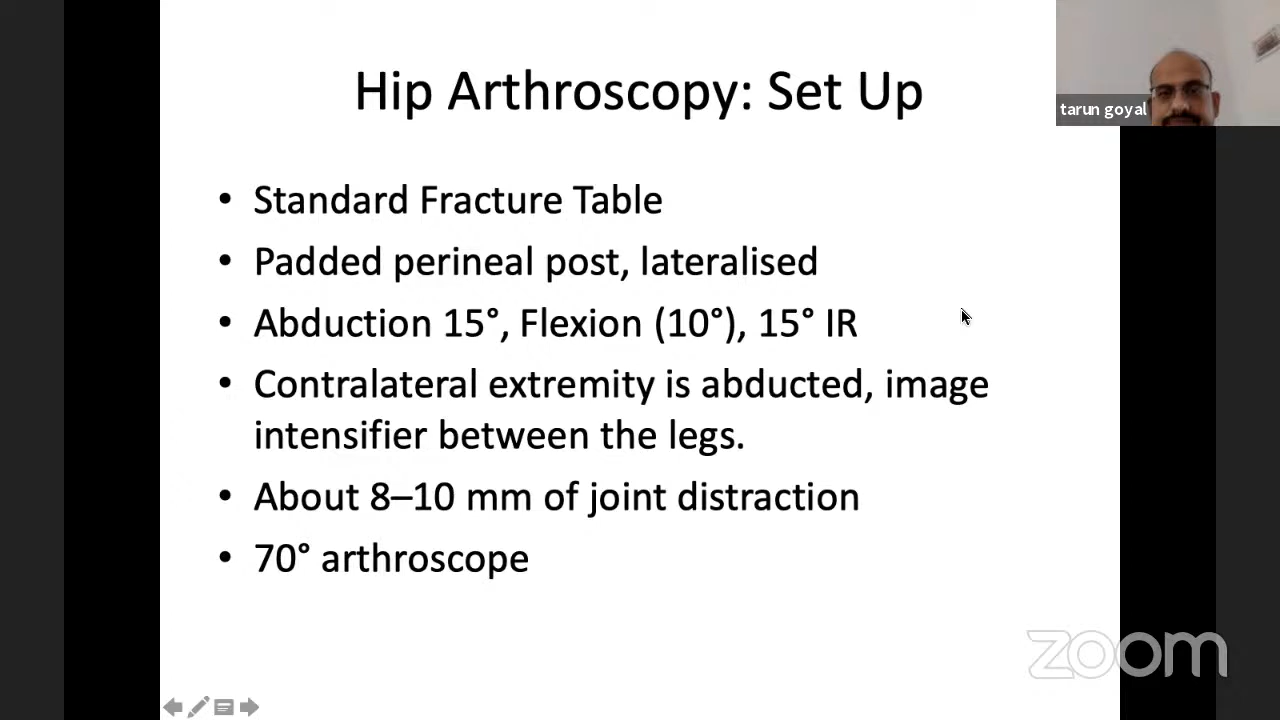 Hip Arthroscopy: Set Up
tarun goyal
• Standard Fracture Table
• Padded perineal post, lateralised
• Abduction 15°, Flexion (10°), 15° IR
• Contralateral extremity is abducted, image
intensifier between the legs.
• About 8–10 mm of joint distraction
• 70° arthroscope
zoom